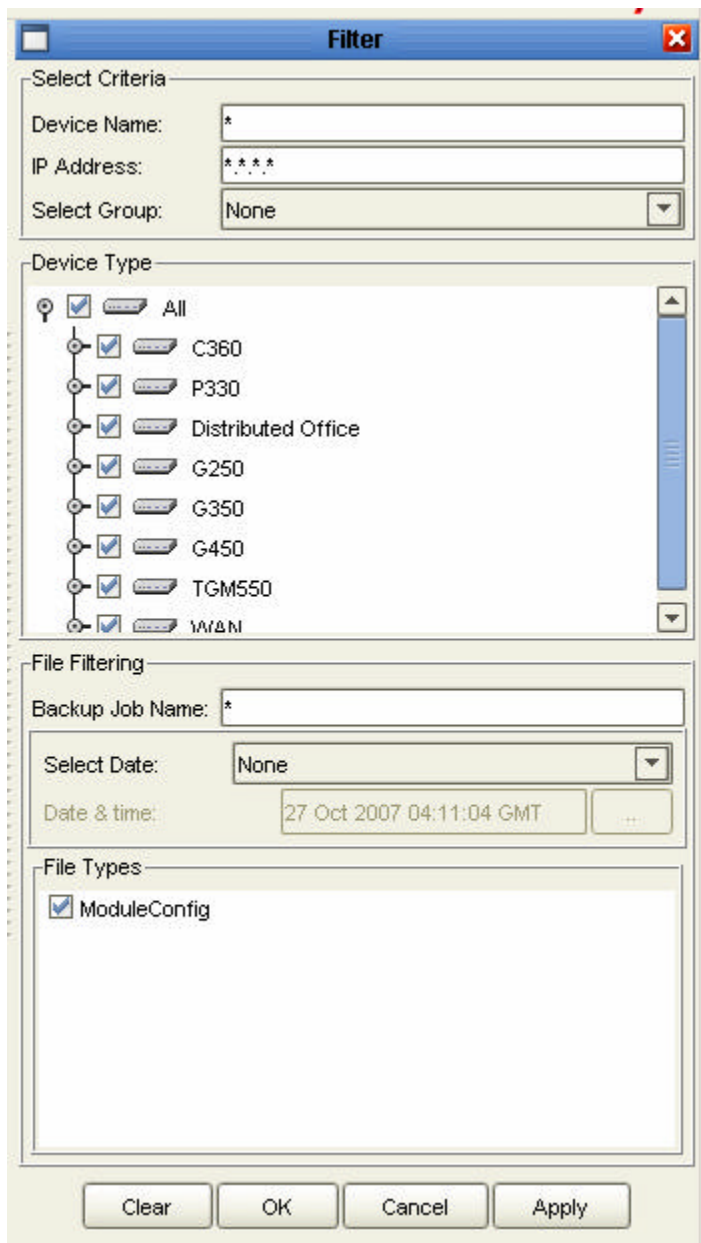 Filter
Select Criteria
Device Name: *
IP Address: *.*.*.*
Select Group: None
Device Type
All
C360
P330
Distributed Office
G250
G350
G450
TGM550
WAN
File Filtering
Backup Job Name: *
Select Date: None
Date & time: 27 Oct 2007 04:11:04 GMT ..
File Types
ModuleConfig
Clear OK Cancel Apply